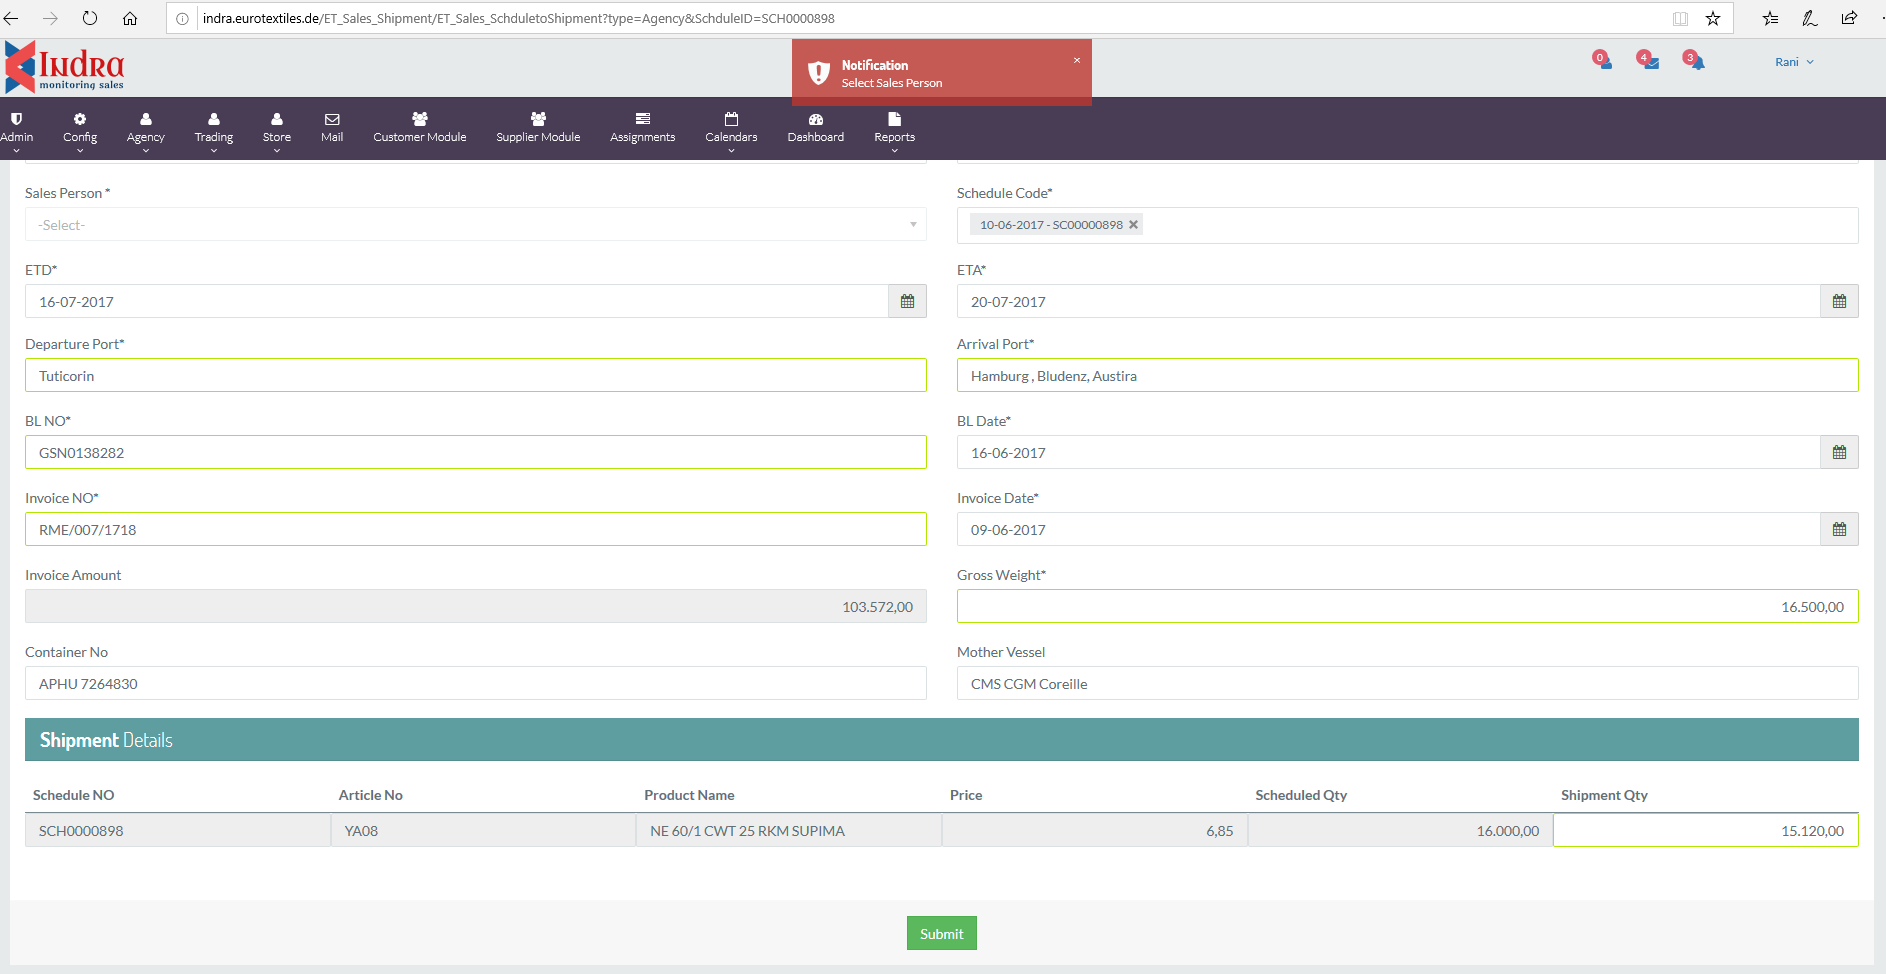 indra.eurotextiles.de/ET_Sales_Shipment/ET_Sales_SchduletoShipment?type=Agency&SchduleID=SCH0000898
INDRA
monitoring sales
Notification
×
Select Sales Person
0
4
3
Rani
Admin
Config
Agency
Trading
Store
Mail
Customer Module
Supplier Module
Assignments
Calendars
Dashboard
Reports
Sales Person *
Schedule Code*
-Select-
10-06-2017 - SC00000898 ×
ETD*
ETA*
16-07-2017
20-07-2017
Departure Port*
Arrival Port*
Tuticorin
Hamburg , Bludenz, Austira
BL NO*
BL Date*
GSN0138282
16-06-2017
Invoice NO*
Invoice Date*
RME/007/1718
09-06-2017
Invoice Amount
Gross Weight*
103.572,00
16.500,00
Container No
Mother Vessel
APHU 7264830
CMS CGM Coreille
Shipment Details
Schedule NO Article No Product Name Price Scheduled Qty Shipment Qty
SCH0000898 YA08 NE 60/1 CWT 25 RKM SUPIMA 6,85 16.000,00 15.120,00
Submit